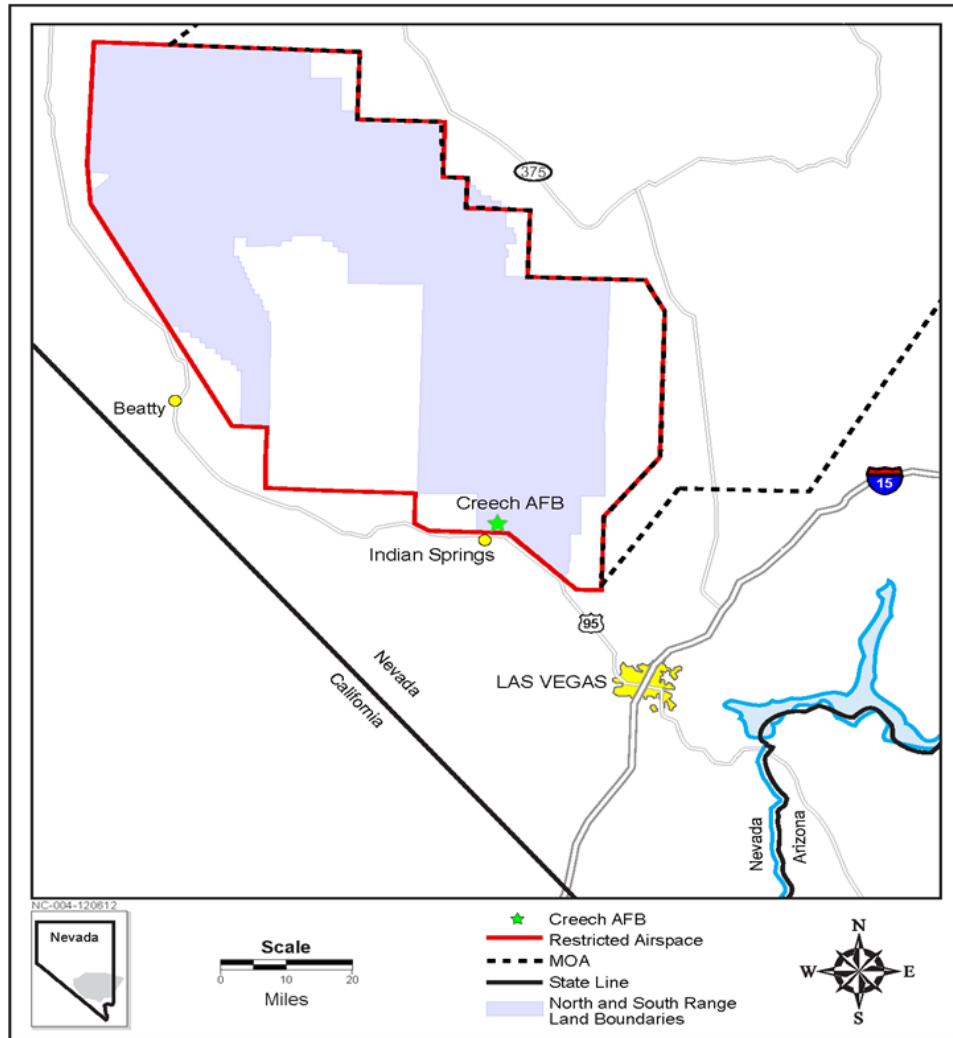 375
Beatty
15
Creech AFB
Indian Springs
95
LAS VEGAS
Nevada
California
Nevada
Arizona
NC-004-120612
Nevada
Scale
0 10 20
Miles
Creech AFB
Restricted Airspace
MOA
State Line
North and South Range
Land Boundaries
N
W E
S